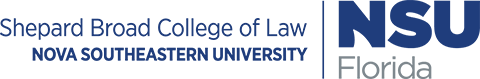 Shepard Broad College of Law
NOVA SOUTHEASTERN UNIVERSITY
NSU
Florida